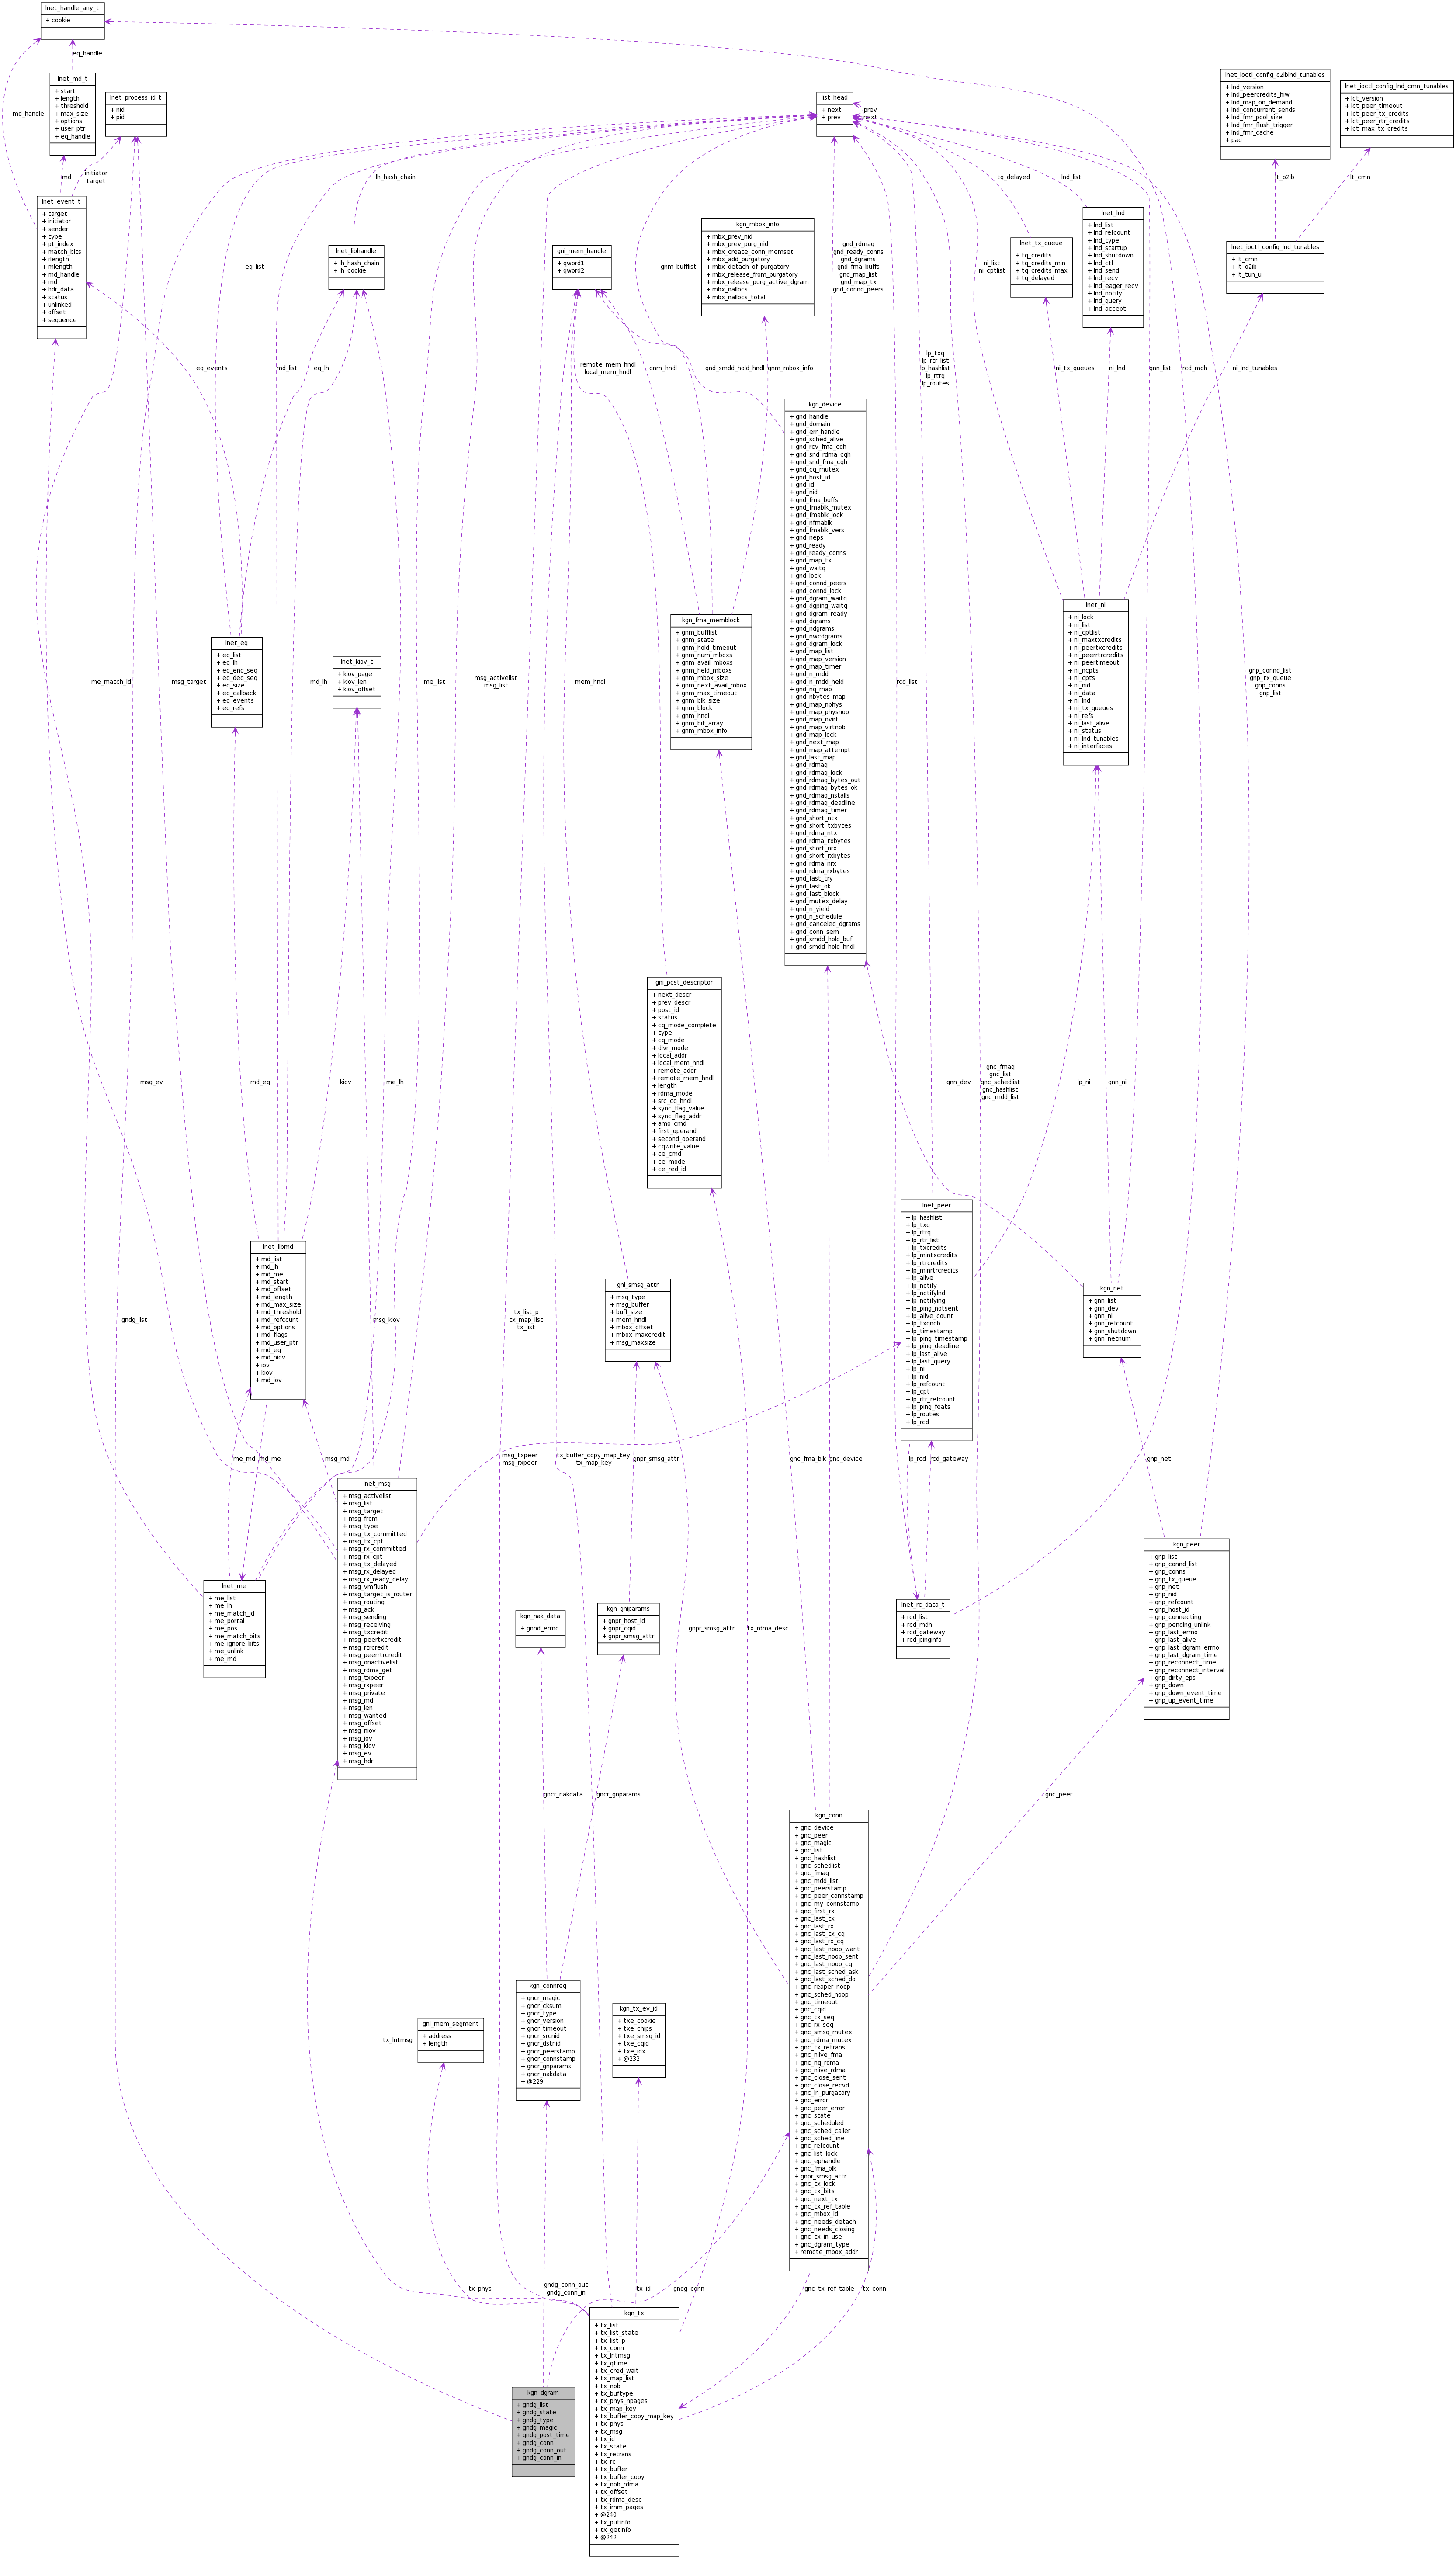 lnet_handle_any_t
+ cookie
eq_handle
md_handle
lnet_md_t
+ start
+ length
+ threshold
+ max_size
+ options
+ user_ptr
+ eq_handle
lnet_process_id_t
+ nid
+ pid
list_head
+ next
+ prev
prev
next
lnet_ioctl_config_o2iblnd_tunables
+ lnd_version
+ lnd_peercredits_hiw
+ lnd_map_on_demand
+ lnd_concurrent_sends
+ lnd_fmr_pool_size
+ lnd_fmr_flush_trigger
+ lnd_fmr_cache
+ pad
lnet_ioctl_config_lnd_cmn_tunables
+ lct_version
+ lct_peer_timeout
+ lct_peer_tx_credits
+ lct_peer_rtr_credits
+ lct_max_tx_credits
md
initiator
target
lh_hash_chain
tq_delayed
lnd_list
lt_o2ib
lt_cmn
lnet_event_t
+ target
+ initiator
+ sender
+ type
+ pt_index
+ match_bits
+ rlength
+ mlength
+ md_handle
+ md
+ hdr_data
+ status
+ unlinked
+ offset
+ sequence
lnet_libhandle
+ lh_hash_chain
+ lh_cookie
gni_mem_handle
+ qword1
+ qword2
kgn_mbox_info
+ mbx_prev_nid
+ mbx_prev_purg_nid
+ mbx_create_conn_memset
+ mbx_add_purgatory
+ mbx_detach_of_purgatory
+ mbx_release_from_purgatory
+ mbx_release_purg_active_dgram
+ mbx_nallocs
+ mbx_nallocs_total
lnet_tx_queue
+ tq_credits
+ tq_credits_min
+ tq_credits_max
+ tq_delayed
lnet_lnd
+ lnd_list
+ lnd_refcount
+ lnd_type
+ lnd_startup
+ lnd_shutdown
+ lnd_ctl
+ lnd_send
+ lnd_recv
+ lnd_eager_recv
+ lnd_notify
+ lnd_query
+ lnd_accept
lnet_ioctl_config_lnd_tunables
+ lt_cmn
+ lt_o2ib
+ lt_tun_u
eq_list
gnm_bufflist
gnd_rdmaq
gnd_ready_conns
gnd_dgrams
gnd_fma_buffs
gnd_map_list
gnd_map_tx
gnd_connd_peers
ni_list
ni_cptlist
eq_events
md_list
eq_lh
remote_mem_hndl
local_mem_hndl
gnm_hndl
gnd_smdd_hold_hndl
gnm_mbox_info
lp_txq
lp_rtr_list
lp_hashlist
lp_rtrq
lp_routes
ni_tx_queues
ni_lnd
gnn_list
rcd_mdh
ni_lnd_tunables
kgn_device
+ gnd_handle
+ gnd_domain
+ gnd_err_handle
+ gnd_sched_alive
+ gnd_rcv_fma_cqh
+ gnd_snd_rdma_cqh
+ gnd_snd_fma_cqh
+ gnd_cq_mutex
+ gnd_host_id
+ gnd_id
+ gnd_nid
+ gnd_fma_buffs
+ gnd_fmablk_mutex
+ gnd_fmablk_lock
+ gnd_nfmablk
+ gnd_fmablk_vers
+ gnd_neps
+ gnd_ready
+ gnd_ready_conns
+ gnd_map_tx
+ gnd_waitq
+ gnd_lock
+ gnd_connd_peers
+ gnd_connd_lock
+ gnd_dgram_waitq
+ gnd_dgping_waitq
+ gnd_dgram_ready
+ gnd_dgrams
+ gnd_ndgrams
+ gnd_nwcdgrams
+ gnd_dgram_lock
+ gnd_map_list
+ gnd_map_version
+ gnd_map_timer
+ gnd_n_mdd
+ gnd_n_mdd_held
+ gnd_nq_map
+ gnd_nbytes_map
+ gnd_map_nphys
+ gnd_map_physnop
+ gnd_map_nvirt
+ gnd_map_virtnob
+ gnd_map_lock
+ gnd_next_map
+ gnd_map_attempt
+ gnd_last_map
+ gnd_rdmaq
+ gnd_rdmaq_lock
+ gnd_rdmaq_bytes_out
+ gnd_rdmaq_bytes_ok
+ gnd_rdmaq_nstalls
+ gnd_rdmaq_deadline
+ gnd_rdmaq_timer
+ gnd_short_ntx
+ gnd_short_txbytes
+ gnd_rdma_ntx
+ gnd_rdma_txbytes
+ gnd_short_nrx
+ gnd_short_rxbytes
+ gnd_rdma_nrx
+ gnd_rdma_rxbytes
+ gnd_fast_try
+ gnd_fast_ok
+ gnd_fast_block
+ gnd_mutex_delay
+ gnd_n_yield
+ gnd_n_schedule
+ gnd_canceled_dgrams
+ gnd_conn_sem
+ gnd_smdd_hold_buf
+ gnd_smdd_hold_hndl
lnet_eq
+ eq_list
+ eq_lh
+ eq_enq_seq
+ eq_deq_seq
+ eq_size
+ eq_callback
+ eq_events
+ eq_refs
lnet_kiov_t
+ kiov_page
+ kiov_len
+ kiov_offset
kgn_fma_memblock
+ gnm_bufflist
+ gnm_state
+ gnm_hold_timeout
+ gnm_num_mboxs
+ gnm_avail_mboxs
+ gnm_held_mboxs
+ gnm_mbox_size
+ gnm_next_avail_mbox
+ gnm_max_timeout
+ gnm_blk_size
+ gnm_block
+ gnm_hndl
+ gnm_bit_array
+ gnm_mbox_info
lnet_ni
+ ni_lock
+ ni_list
+ ni_cptlist
+ ni_maxtxcredits
+ ni_peertxcredits
+ ni_peerrtrcredits
+ ni_peertimeout
+ ni_ncpts
+ ni_cpts
+ ni_nid
+ ni_data
+ ni_lnd
+ ni_tx_queues
+ ni_refs
+ ni_last_alive
+ ni_status
+ ni_lnd_tunables
+ ni_interfaces
me_match_id
msg_target
md_lh
me_list
msg_activelist
msg_list
mem_hndl
rcd_list
gnp_connd_list
gnp_tx_queue
gnp_conns
gnp_list
gni_post_descriptor
+ next_descr
+ prev_descr
+ post_id
+ status
+ cq_mode_complete
+ type
+ cq_mode
+ dlvr_mode
+ local_addr
+ local_mem_hndl
+ remote_addr
+ remote_mem_hndl
+ length
+ rdma_mode
+ src_cq_hndl
+ sync_flag_value
+ sync_flag_addr
+ amo_cmd
+ first_operand
+ second_operand
+ cqwrite_value
+ ce_cmd
+ ce_mode
+ ce_red_id
msg_ev
md_eq
kiov
me_lh
gnn_dev
gnc_fmaq
gnc_list
gnc_schedlist
gnc_hashlist
gnc_mdd_list
lp_ni
gnn_ni
lnet_peer
+ lp_hashlist
+ lp_txq
+ lp_rtrq
+ lp_rtr_list
+ lp_txcredits
+ lp_mintxcredits
+ lp_rtrcredits
+ lp_minrtrcredits
+ lp_alive
+ lp_notify
+ lp_notifylnd
+ lp_notifying
+ lp_ping_notsent
+ lp_alive_count
+ lp_txqnob
+ lp_timestamp
+ lp_ping_timestamp
+ lp_ping_deadline
+ lp_last_alive
+ lp_last_query
+ lp_ni
+ lp_nid
+ lp_refcount
+ lp_cpt
+ lp_rtr_refcount
+ lp_ping_feats
+ lp_routes
+ lp_rcd
lnet_libmd
+ md_list
+ md_lh
+ md_me
+ md_start
+ md_offset
+ md_length
+ md_max_size
+ md_threshold
+ md_refcount
+ md_options
+ md_flags
+ md_user_ptr
+ md_eq
+ md_niov
+ iov
+ kiov
+ md_iov
gni_smsg_attr
+ msg_type
+ msg_buffer
+ buff_size
+ mem_hndl
+ mbox_offset
+ mbox_maxcredit
+ msg_maxsize
kgn_net
+ gnn_list
+ gnn_dev
+ gnn_ni
+ gnn_refcount
+ gnn_shutdown
+ gnn_netnum
gndg_list
msg_kiov
tx_list_p
tx_map_list
tx_list
me_md
md_me
msg_md
msg_txpeer
msg_rxpeer
tx_buffer_copy_map_key
tx_map_key
gnpr_smsg_attr
gnc_fma_blk
gnc_device
lp_rcd
rcd_gateway
gnp_net
lnet_msg
+ msg_activelist
+ msg_list
+ msg_target
+ msg_from
+ msg_type
+ msg_tx_committed
+ msg_tx_cpt
+ msg_rx_committed
+ msg_rx_cpt
+ msg_tx_delayed
+ msg_rx_delayed
+ msg_rx_ready_delay
+ msg_vmflush
+ msg_target_is_router
+ msg_routing
+ msg_ack
+ msg_sending
+ msg_receiving
+ msg_txcredit
+ msg_peertxcredit
+ msg_rtrcredit
+ msg_peerrtrcredit
+ msg_onactivelist
+ msg_rdma_get
+ msg_txpeer
+ msg_rxpeer
+ msg_private
+ msg_md
+ msg_len
+ msg_wanted
+ msg_offset
+ msg_niov
+ msg_iov
+ msg_kiov
+ msg_ev
+ msg_hdr
lnet_me
+ me_list
+ me_lh
+ me_match_id
+ me_portal
+ me_pos
+ me_match_bits
+ me_ignore_bits
+ me_unlink
+ me_md
kgn_nak_data
+ gnnd_errno
kgn_gniparams
+ gnpr_host_id
+ gnpr_cqid
+ gnpr_smsg_attr
gnpr_smsg_attr
tx_rdma_desc
lnet_rc_data_t
+ rcd_list
+ rcd_mdh
+ rcd_gateway
+ rcd_pinginfo
kgn_peer
+ gnp_list
+ gnp_connd_list
+ gnp_conns
+ gnp_tx_queue
+ gnp_net
+ gnp_nid
+ gnp_refcount
+ gnp_host_id
+ gnp_connecting
+ gnp_pending_unlink
+ gnp_last_errno
+ gnp_last_alive
+ gnp_last_dgram_errno
+ gnp_last_dgram_time
+ gnp_reconnect_time
+ gnp_reconnect_interval
+ gnp_dirty_eps
+ gnp_down
+ gnp_down_event_time
+ gnp_up_event_time
gncr_nakdata
gncr_gnparams
gnc_peer
kgn_conn
+ gnc_device
+ gnc_peer
+ gnc_magic
+ gnc_list
+ gnc_hashlist
+ gnc_schedlist
+ gnc_fmaq
+ gnc_mdd_list
+ gnc_peerstamp
+ gnc_peer_connstamp
+ gnc_my_connstamp
+ gnc_first_rx
+ gnc_last_tx
+ gnc_last_rx
+ gnc_last_tx_cq
+ gnc_last_rx_cq
+ gnc_last_noop_want
+ gnc_last_noop_sent
+ gnc_last_noop_cq
+ gnc_last_sched_ask
+ gnc_last_sched_do
+ gnc_reaper_noop
+ gnc_sched_noop
+ gnc_timeout
+ gnc_cqid
+ gnc_tx_seq
+ gnc_rx_seq
+ gnc_smsg_mutex
+ gnc_rdma_mutex
+ gnc_tx_retrans
+ gnc_nlive_fma
+ gnc_nq_rdma
+ gnc_nlive_rdma
+ gnc_close_sent
+ gnc_close_recvd
+ gnc_in_purgatory
+ gnc_error
+ gnc_peer_error
+ gnc_state
+ gnc_scheduled
+ gnc_sched_caller
+ gnc_sched_line
+ gnc_refcount
+ gnc_list_lock
+ gnc_ephandle
+ gnc_fma_blk
+ gnpr_smsg_attr
+ gnc_tx_lock
+ gnc_tx_bits
+ gnc_next_tx
+ gnc_tx_ref_table
+ gnc_mbox_id
+ gnc_needs_detach
+ gnc_needs_closing
+ gnc_tx_in_use
+ gnc_dgram_type
+ remote_mbox_addr
tx_lntmsg
gni_mem_segment
+ address
+ length
kgn_connreq
+ gncr_magic
+ gncr_cksum
+ gncr_type
+ gncr_version
+ gncr_timeout
+ gncr_srcnid
+ gncr_dstnid
+ gncr_peerstamp
+ gncr_connstamp
+ gncr_gnparams
+ gncr_nakdata
+ @229
kgn_tx_ev_id
+ txe_cookie
+ txe_chips
+ txe_smsg_id
+ txe_cqid
+ txe_idx
+ @232
tx_phys
gndg_conn_out
gndg_conn_in
tx_id
gndg_conn
gnc_tx_ref_table
tx_conn
kgn_tx
+ tx_list
+ tx_list_state
+ tx_list_p
+ tx_conn
+ tx_lntmsg
+ tx_qtime
+ tx_cred_wait
+ tx_map_list
+ tx_nob
+ tx_buftype
+ tx_phys_npages
+ tx_map_key
+ tx_buffer_copy_map_key
+ tx_phys
+ tx_msg
+ tx_id
+ tx_state
+ tx_retrans
+ tx_rc
+ tx_buffer
+ tx_buffer_copy
+ tx_nob_rdma
+ tx_offset
+ tx_rdma_desc
+ tx_imm_pages
+ @240
+ tx_putinfo
+ tx_getinfo
+ @242
kgn_dgram
+ gndg_list
+ gndg_state
+ gndg_type
+ gndg_magic
+ gndg_post_time
+ gndg_conn
+ gndg_conn_out
+ gndg_conn_in